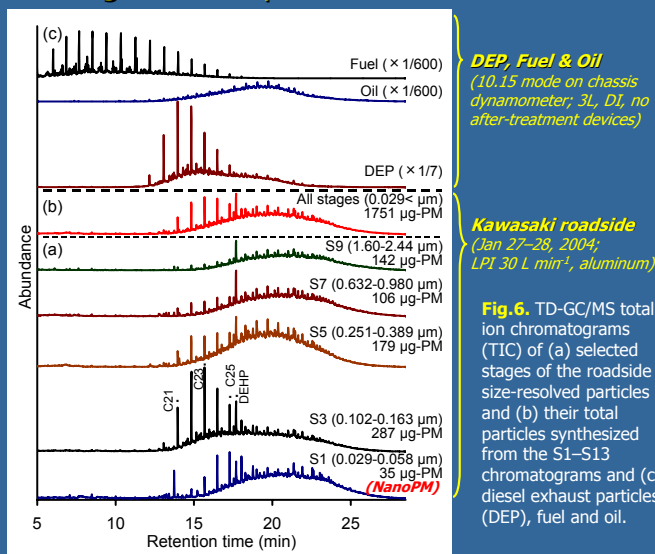 (c)
Fuel (×1/600)
Oil (×1/600)
DEP (×1/7)
All stages (0.029<  μm)
1751 μg-PM
(b)
(a)
S9 (1.60-2.44 μm)
142 μg-PM
S7 (0.632-0.980 μm)
106 μg-PM
S5 (0.251-0.389 μm)
179 μg-PM
C21
C23
C25
DEHP
S3 (0.102-0.163 μm)
287 μg-PM
S1 (0.029-0.058 μm)
35 μg-PM
(NanoPM)
Abundance
5 10 15 20 25
Retention time (min)
DEP, Fuel & Oil
(10.15 mode on chassis
dynamometer; 3L, DI, no
after-treatment devices)
Kawasaki roadside
(Jan 27–28, 2004;
LPI 30 L min-1, aluminum)
Fig.6. TD-GC/MS total
ion chromatograms
(TIC) of (a) selected
stages of the roadside
size-resolved particles
and (b) their total
particles synthesized
from the S1–S13
chromatograms and (c)
diesel exhaust particles
(DEP), fuel and oil.